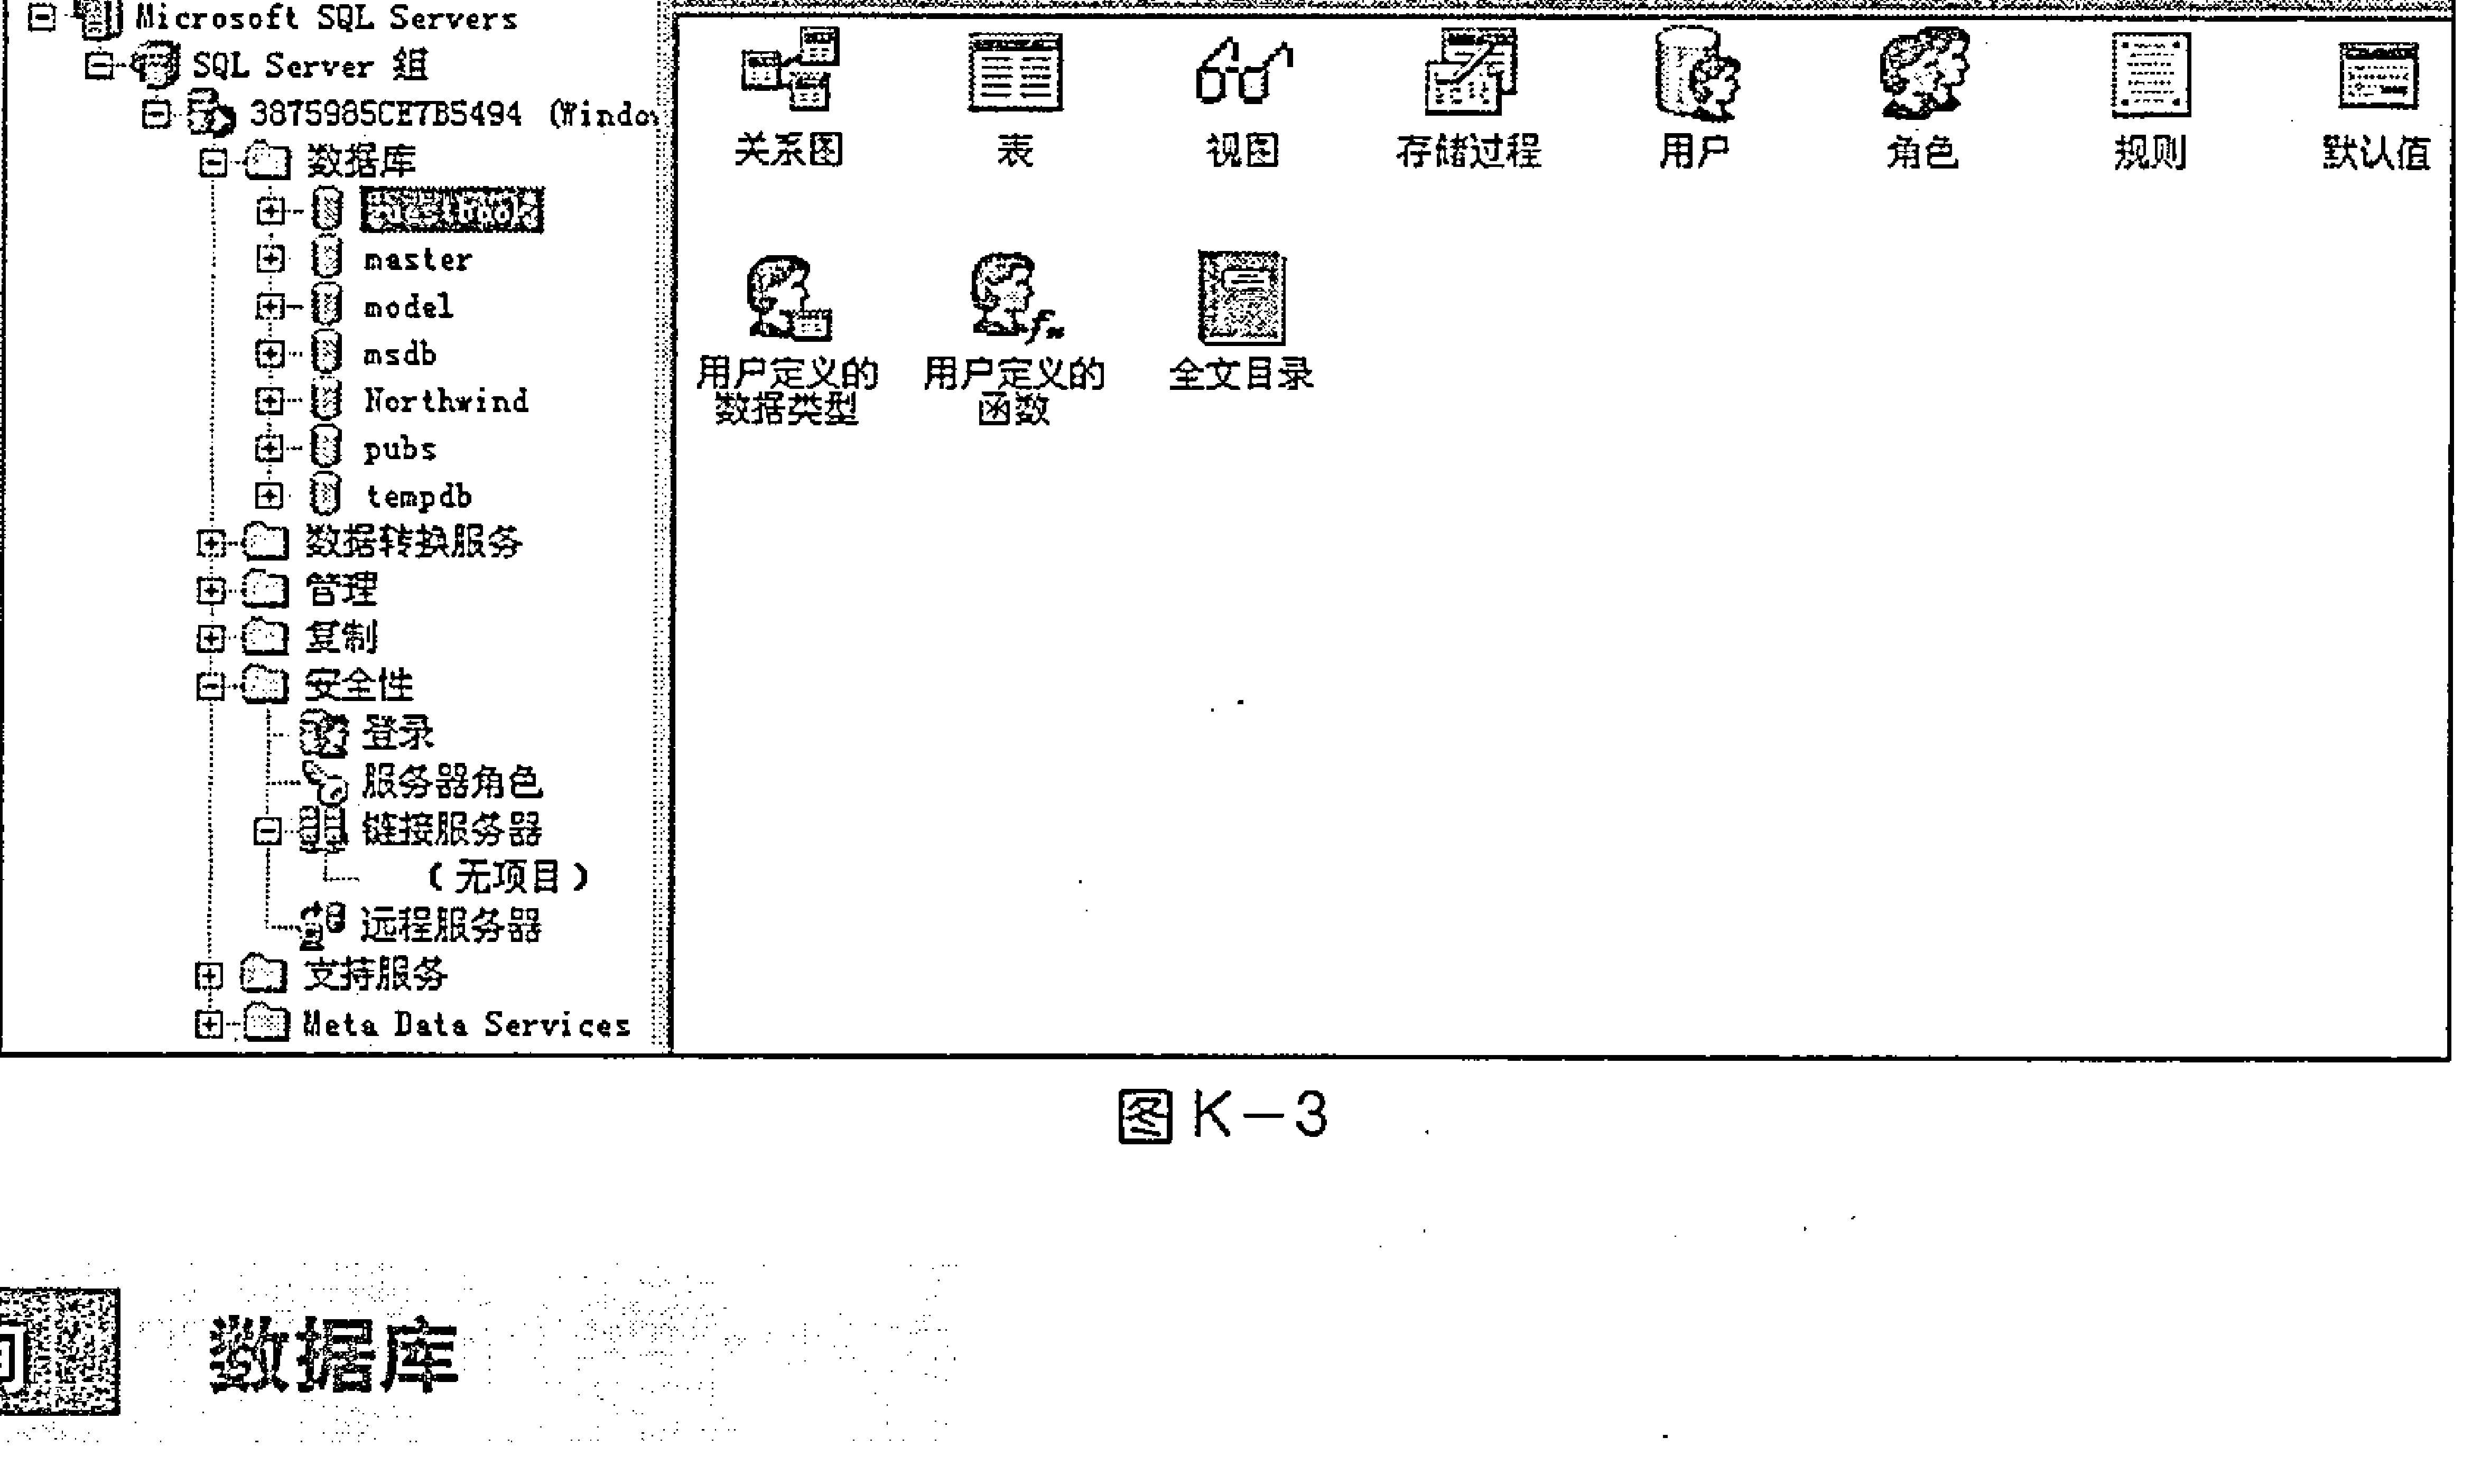 Microsoft SQL Servers
SQL Server 组
3875985CE7B5494 (Windo
数据库
guestbook
master
model
msdb
Northwind
pubs
tempdb
数据转换服务
管理
复制
安全性
登录
服务器角色
链接服务器
(无项目)
远程服务器
支持服务
Meta Data Services
关系图 表 视图 存储过程 用户 角色 规则 默认值
用户定义的 用户定义的 全文目录
数据类型 函数
图 K-3
数据库